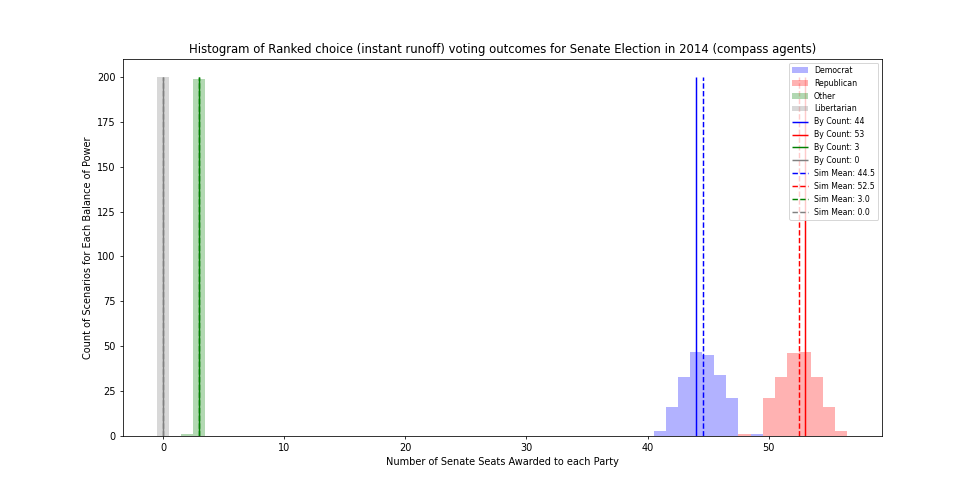 Histogram of Ranked choice (instant runoff) voting outcomes for Senate Election in 2014 (compass agents)
Count of Scenarios for Each Balance of Power
200
175
150
125
100
75
50
25
0
Democrat
Republican
Other
Libertarian
By Count: 44
By Count: 53
By Count: 3
By Count: 0
Sim Mean: 44.5
Sim Mean: 52.5
Sim Mean: 3.0
Sim Mean: 0.0
0 10 20 30 40 50
Number of Senate Seats Awarded to each Party